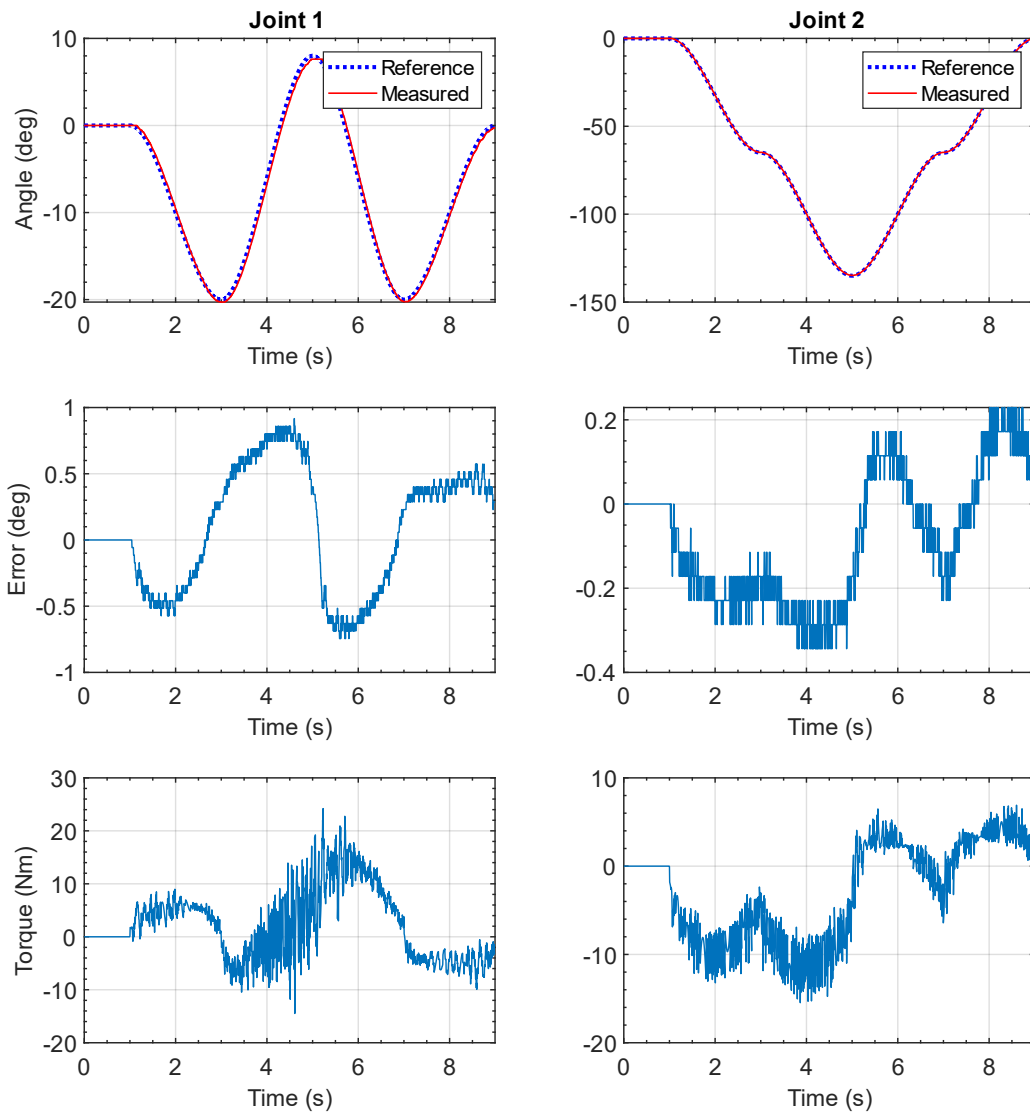 Joint 1
Joint 2
10
0
-10
-20
Angle (deg)
Reference
Measured
0 2 4 6 8
Time (s)
0
-50
-100
-150
Reference
Measured
0 2 4 6 8
Time (s)
1
0.5
0
-0.5
-1
Error (deg)
0 2 4 6 8
Time (s)
0.2
0
-0.2
-0.4
0 2 4 6 8
Time (s)
30
20
10
0
-10
-20
Torque (Nm)
0 2 4 6 8
Time (s)
10
0
-10
-20
0 2 4 6 8
Time (s)